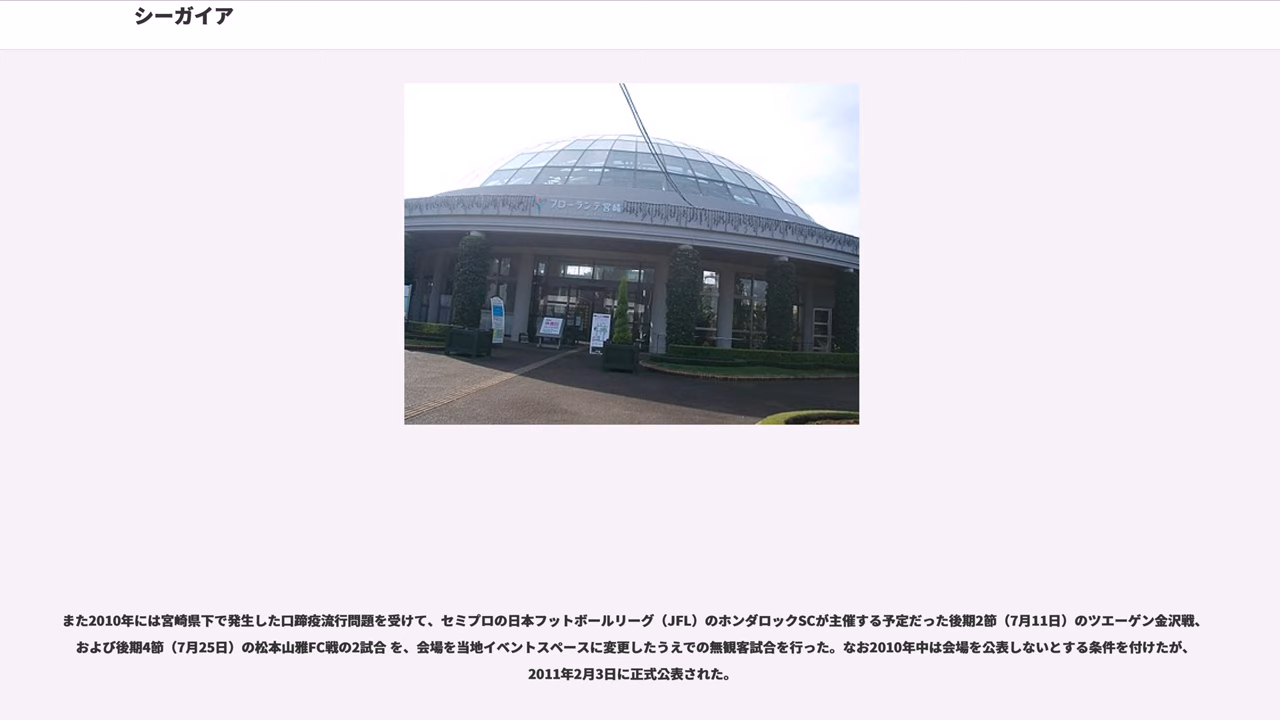 シーガイア
フローランテ宮崎
また2010年には宮崎県下で発生した口蹄疫流行問題を受けて、セミプロの日本フットボールリーグ（JFL）のホンダロックSCが主催する予定だった後期2節（7月11日）のツエーゲン金沢戦、
および後期4節（7月25日）の松本山雅FC戦の2試合 を、会場を当地イベントスペースに変更したうえでの無観客試合を行った。なお2010年中は会場を公表しないとする条件を付けたが、
2011年2月3日に正式公表された。